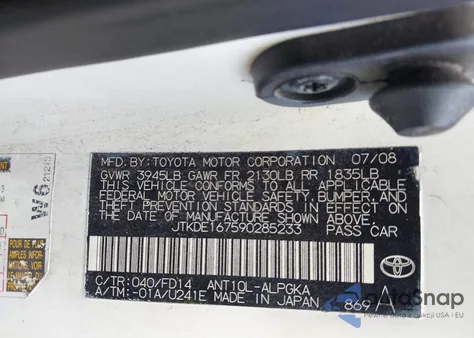 MFD. BY: TOYOTA MOTOR CORPORATION 07/08
GVWR 3945LB GAWR FR 2130LB RR 1835LB
THIS VEHICLE CONFORMS TO ALL APPLICABLE
FEDERAL MOTOR VEHICLE SAFETY, BUMPER, AND
THEFT PREVENTION STANDARDS IN EFFECT ON
THE DATE OF MANUFACTURE SHOWN ABOVE.
JTKDE167590285233 PASS CAR
C/TR: 040/FD14 ANT10L-ALPGKA
A/TM: -01A/U241E MADE IN JAPAN
869 A
TOYOTA
W6
AutoSnap